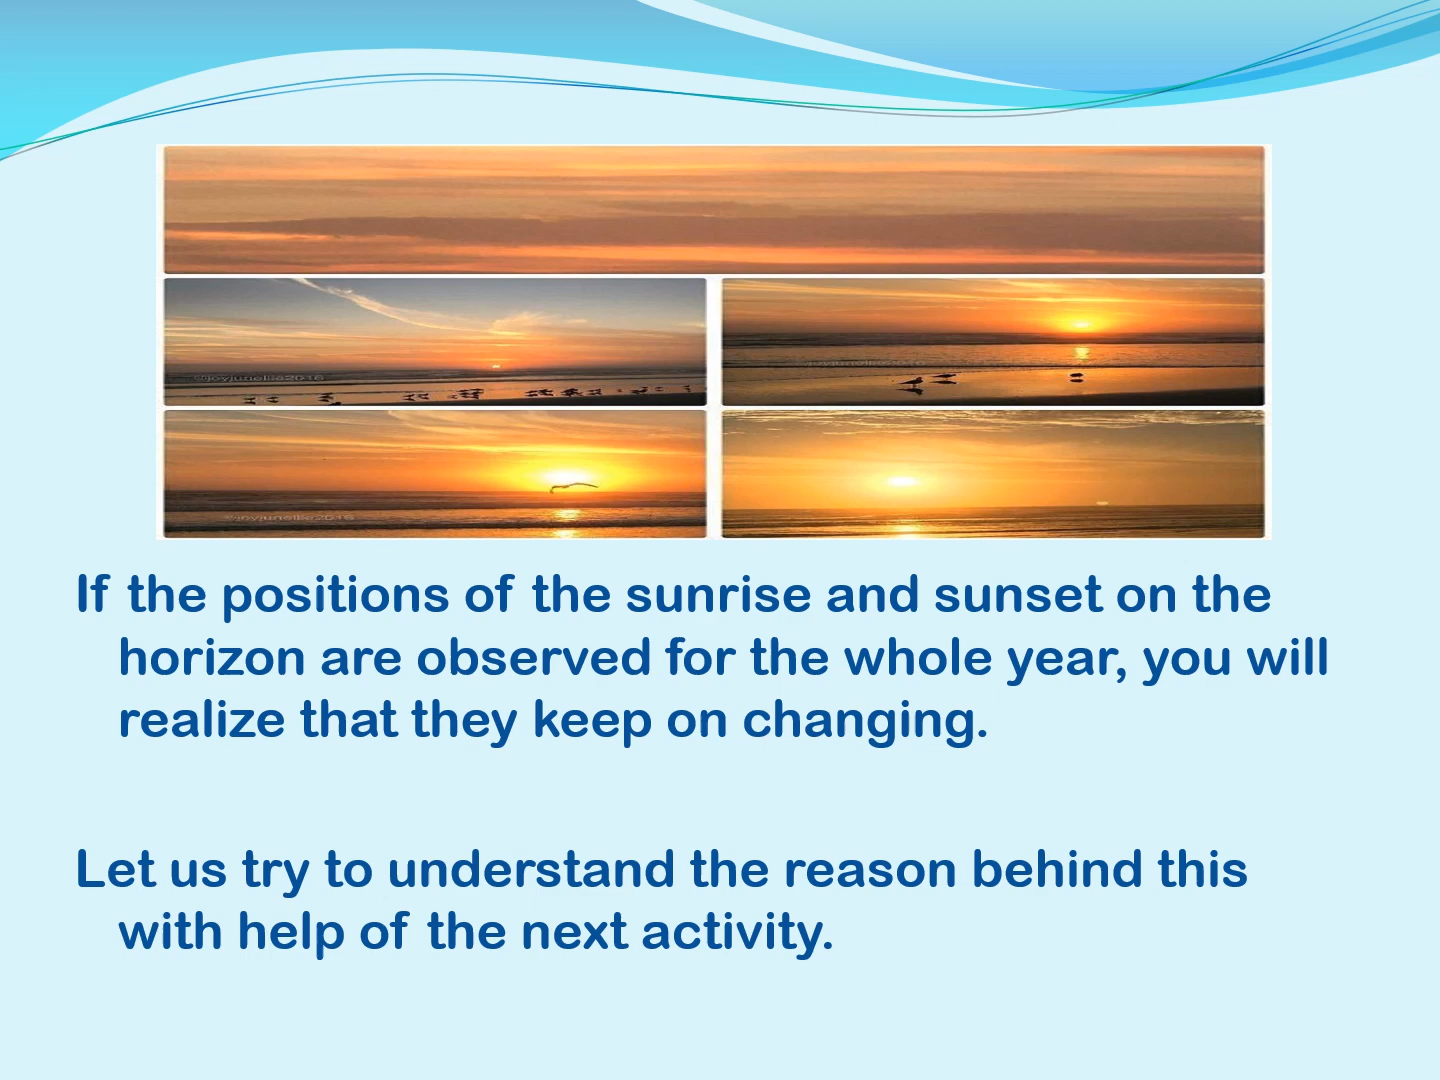 ©joyjunellie2016
If the positions of the sunrise and sunset on the
horizon are observed for the whole year, you will
realize that they keep on changing.
Let us try to understand the reason behind this
with help of the next activity.